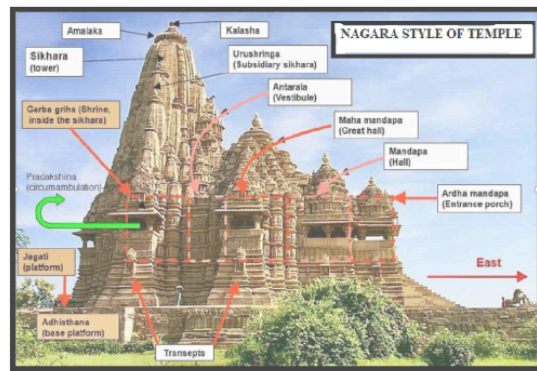 NAGARA STYLE OF TEMPLE
Amalaka
Kalasha
Sikhara
(tower)
Urushringa
(Subsidiary sikhara)
Antarala
(Vestibule)
Garba griha (Shrine,
inside the sikhara)
Maha mandapa
(Great hall)
Mandapa
(Hall)
Pradakshina
(circumambulation)
Ardha mandapa
(Entrance porch)
Jagati
(platform)
East
Adhisthana
(base platform)
Transepts